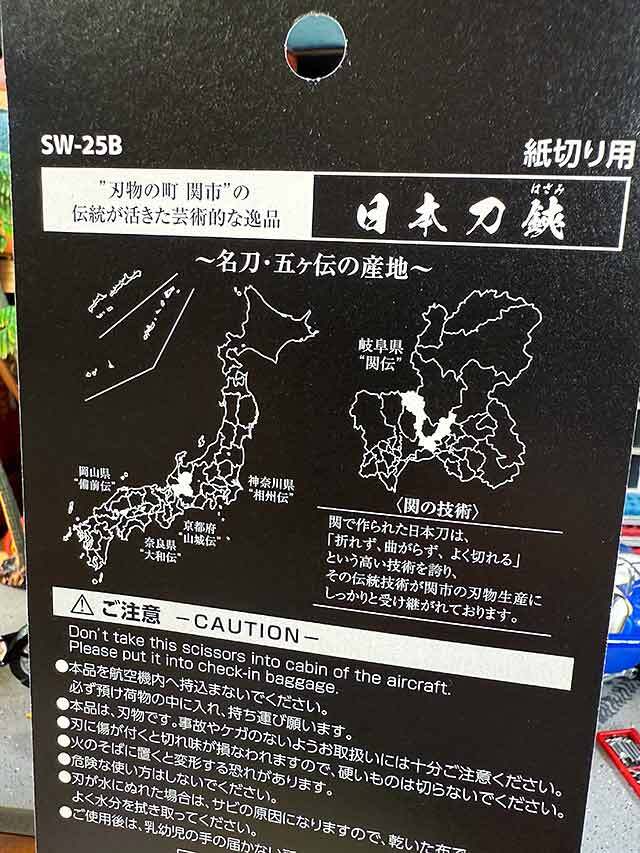 SW-25B
紙切り用
"刃物の町 関市"の
伝統が活きた芸術的な逸品
はさみ
日本刀鋏
～名刀・五ヶ伝の産地～
岐阜県
"関伝"
岡山県
"備前伝"
神奈川県
"相州伝"
京都府
"山城伝"
奈良県
"大和伝"
〈関の技術〉
関で作られた日本刀は、
「折れず、曲がらず、よく切れる」
という高い技術を誇り、
その伝統技術が関市の刃物生産に
しっかりと受け継がれております。
⚠ご注意 −CAUTION−
Don't take this scissors into cabin of the aircraft.
Please put it into check-in baggage.
●本品を航空機内へ持込まないでください。
必ず預け荷物の中に入れ、持ち運び願います。
●本品は、刃物です。事故やケガのないようお取扱いには十分ご注意ください。
●刃に傷が付くと切れ味が損なわれますので、硬いものは切らないでください。
●火のそばに置くと変形する恐れがあります。
●危険な使い方はしないでください。
●刃が水にぬれた場合は、サビの原因になりますので、乾いた布で
よく水分を拭き取ってください。
●ご使用後は、乳幼児の手の届かない